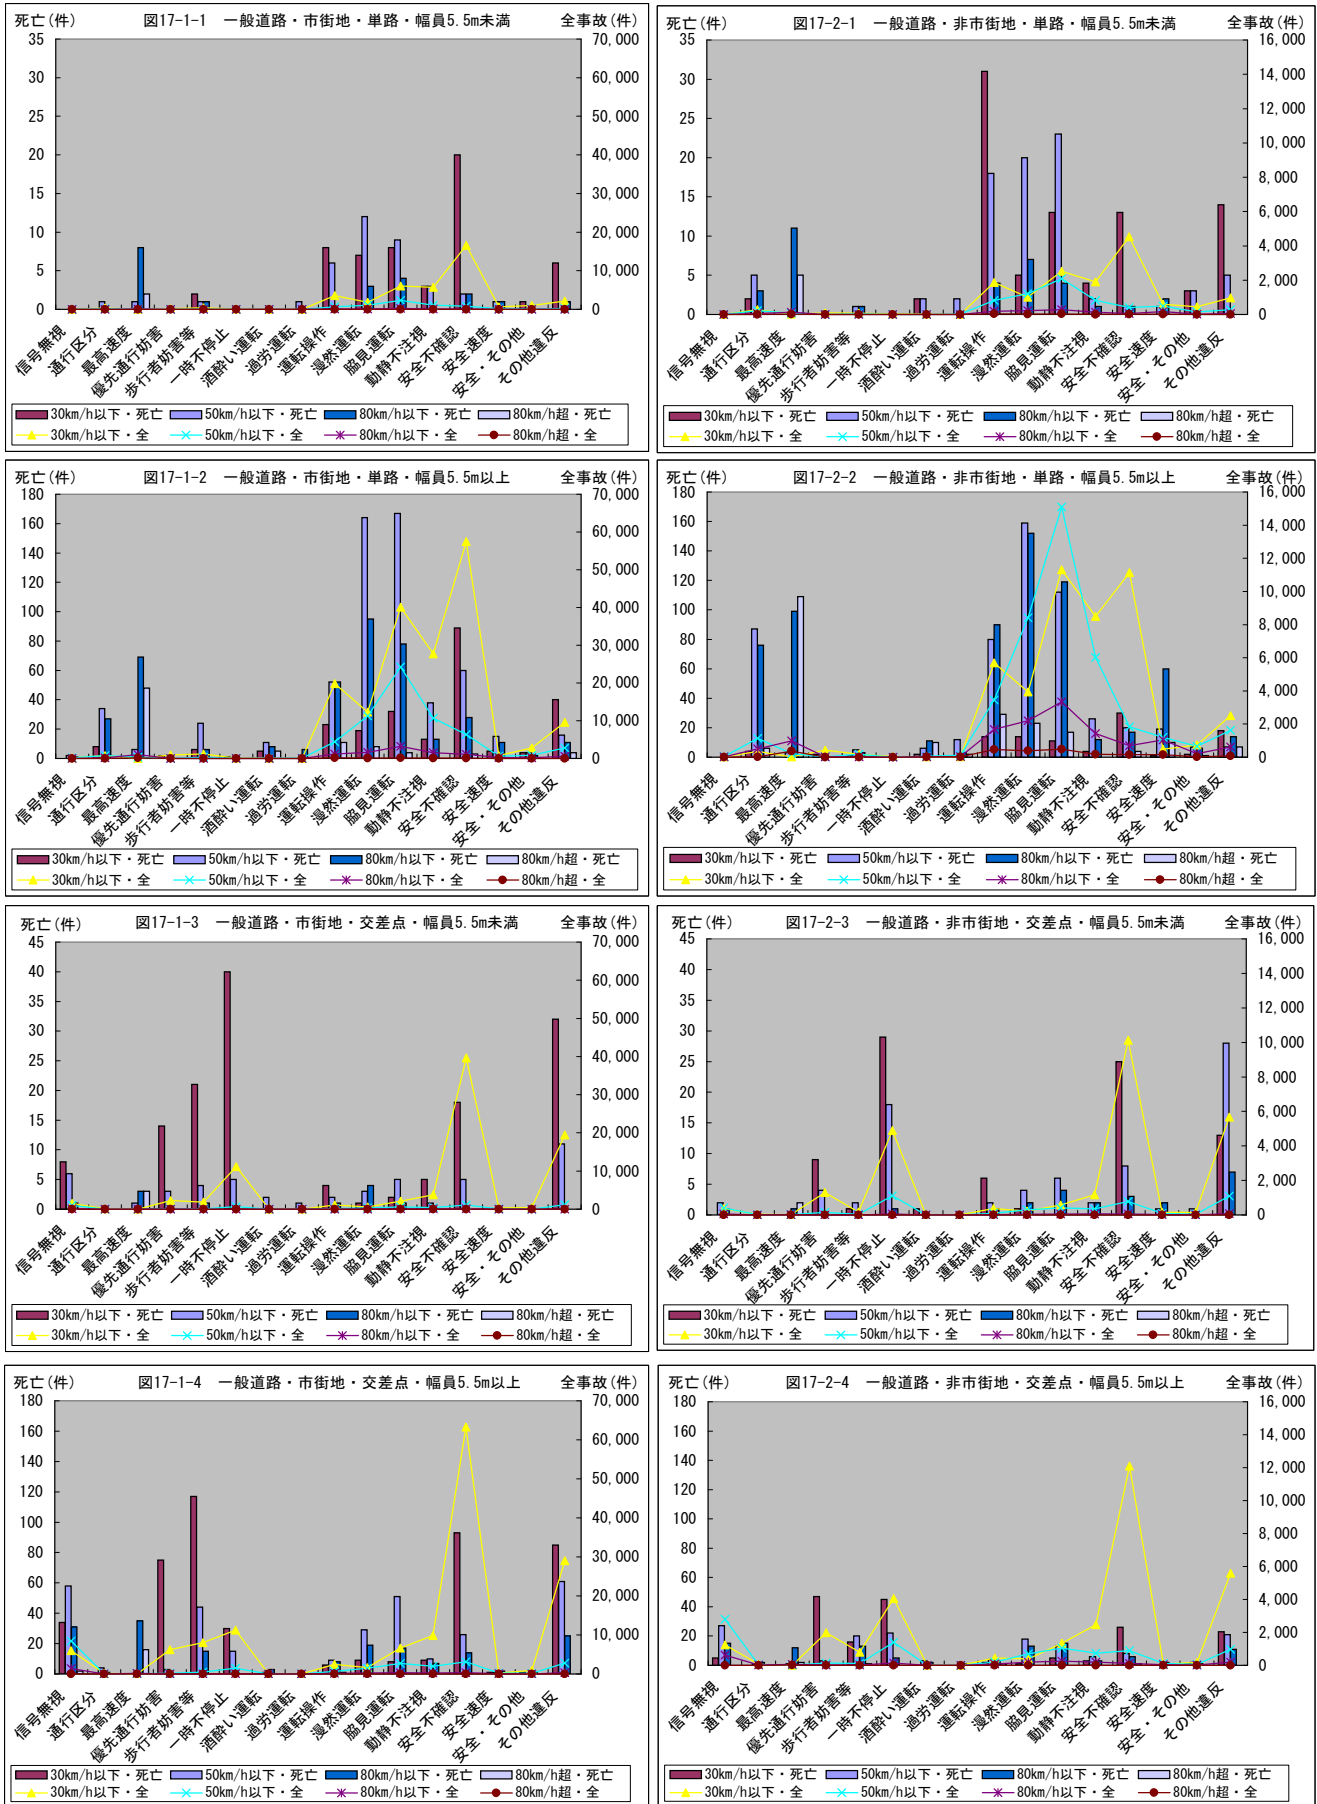 死亡(件) 図17-1-1 一般道路・市街地・単路・幅員5.5m未満 全事故(件)
35 30 25 20 15 10 5 0
70,000 60,000 50,000 40,000 30,000 20,000 10,000 0
信号無視 通行区分 最高速度 優先通行妨害 歩行者妨害等 一時不停止 酒酔い運転 過労運転 運転操作 漫然運転 脇見運転 動静不注視 安全不確認 安全速度 安全・その他 その他違反
30km/h以下・死亡 50km/h以下・死亡 80km/h以下・死亡 80km/h超・死亡
30km/h以下・全 50km/h以下・全 80km/h以下・全 80km/h超・全
死亡(件) 図17-2-1 一般道路・非市街地・単路・幅員5.5m未満 全事故(件)
35 30 25 20 15 10 5 0
16,000 14,000 12,000 10,000 8,000 6,000 4,000 2,000 0
信号無視 通行区分 最高速度 優先通行妨害 歩行者妨害等 一時不停止 酒酔い運転 過労運転 運転操作 漫然運転 脇見運転 動静不注視 安全不確認 安全速度 安全・その他 その他違反
30km/h以下・死亡 50km/h以下・死亡 80km/h以下・死亡 80km/h超・死亡
30km/h以下・全 50km/h以下・全 80km/h以下・全 80km/h超・全
死亡(件) 図17-1-2 一般道路・市街地・単路・幅員5.5m以上 全事故(件)
180 160 140 120 100 80 60 40 20 0
70,000 60,000 50,000 40,000 30,000 20,000 10,000 0
信号無視 通行区分 最高速度 優先通行妨害 歩行者妨害等 一時不停止 酒酔い運転 過労運転 運転操作 漫然運転 脇見運転 動静不注視 安全不確認 安全速度 安全・その他 その他違反
30km/h以下・死亡 50km/h以下・死亡 80km/h以下・死亡 80km/h超・死亡
30km/h以下・全 50km/h以下・全 80km/h以下・全 80km/h超・全
死亡(件) 図17-2-2 一般道路・非市街地・単路・幅員5.5m以上 全事故(件)
180 160 140 120 100 80 60 40 20 0
16,000 14,000 12,000 10,000 8,000 6,000 4,000 2,000 0
信号無視 通行区分 最高速度 優先通行妨害 歩行者妨害等 一時不停止 酒酔い運転 過労運転 運転操作 漫然運転 脇見運転 動静不注視 安全不確認 安全速度 安全・その他 その他違反
30km/h以下・死亡 50km/h以下・死亡 80km/h以下・死亡 80km/h超・死亡
30km/h以下・全 50km/h以下・全 80km/h以下・全 80km/h超・全
死亡(件) 図17-1-3 一般道路・市街地・交差点・幅員5.5m未満 全事故(件)
45 40 35 30 25 20 15 10 5 0
70,000 60,000 50,000 40,000 30,000 20,000 10,000 0
信号無視 通行区分 最高速度 優先通行妨害 歩行者妨害等 一時不停止 酒酔い運転 過労運転 運転操作 漫然運転 脇見運転 動静不注視 安全不確認 安全速度 安全・その他 その他違反
30km/h以下・死亡 50km/h以下・死亡 80km/h以下・死亡 80km/h超・死亡
30km/h以下・全 50km/h以下・全 80km/h以下・全 80km/h超・全
死亡(件) 図17-2-3 一般道路・非市街地・交差点・幅員5.5m未満 全事故(件)
45 40 35 30 25 20 15 10 5 0
16,000 14,000 12,000 10,000 8,000 6,000 4,000 2,000 0
信号無視 通行区分 最高速度 優先通行妨害 歩行者妨害等 一時不停止 酒酔い運転 過労運転 運転操作 漫然運転 脇見運転 動静不注視 安全不確認 安全速度 安全・その他 その他違反
30km/h以下・死亡 50km/h以下・死亡 80km/h以下・死亡 80km/h超・死亡
30km/h以下・全 50km/h以下・全 80km/h以下・全 80km/h超・全
死亡(件) 図17-1-4 一般道路・市街地・交差点・幅員5.5m以上 全事故(件)
180 160 140 120 100 80 60 40 20 0
70,000 60,000 50,000 40,000 30,000 20,000 10,000 0
信号無視 通行区分 最高速度 優先通行妨害 歩行者妨害等 一時不停止 酒酔い運転 過労運転 運転操作 漫然運転 脇見運転 動静不注視 安全不確認 安全速度 安全・その他 その他違反
30km/h以下・死亡 50km/h以下・死亡 80km/h以下・死亡 80km/h超・死亡
30km/h以下・全 50km/h以下・全 80km/h以下・全 80km/h超・全
死亡(件) 図17-2-4 一般道路・非市街地・交差点・幅員5.5m以上 全事故(件)
180 160 140 120 100 80 60 40 20 0
16,000 14,000 12,000 10,000 8,000 6,000 4,000 2,000 0
信号無視 通行区分 最高速度 優先通行妨害 歩行者妨害等 一時不停止 酒酔い運転 過労運転 運転操作 漫然運転 脇見運転 動静不注視 安全不確認 安全速度 安全・その他 その他違反
30km/h以下・死亡 50km/h以下・死亡 80km/h以下・死亡 80km/h超・死亡
30km/h以下・全 50km/h以下・全 80km/h以下・全 80km/h超・全